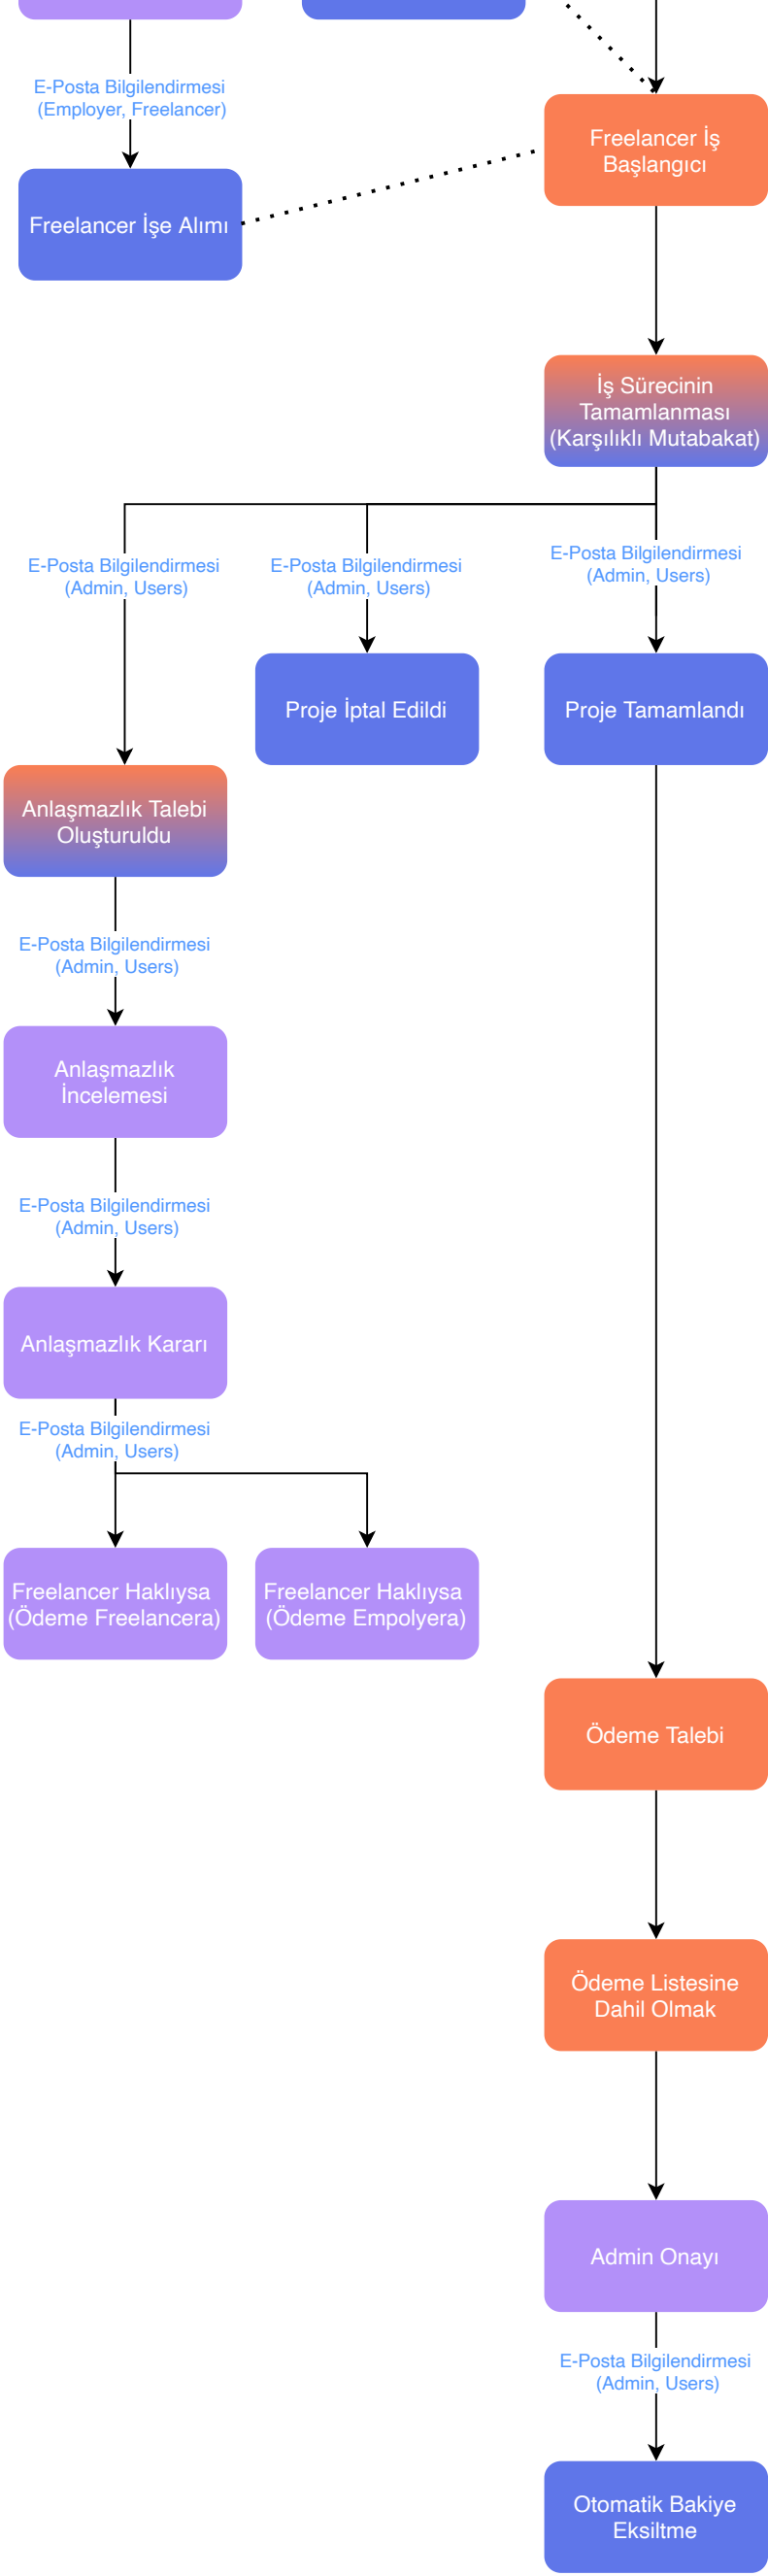 E-Posta Bilgilendirmesi
(Employer, Freelancer)
Freelancer İş
Başlangıcı
Freelancer İşe Alımı
İş Sürecinin
Tamamlanması
(Karşılıklı Mutabakat)
E-Posta Bilgilendirmesi
(Admin, Users)
E-Posta Bilgilendirmesi
(Admin, Users)
E-Posta Bilgilendirmesi
(Admin, Users)
Proje İptal Edildi
Proje Tamamlandı
Anlaşmazlık Talebi
Oluşturuldu
E-Posta Bilgilendirmesi
(Admin, Users)
Anlaşmazlık
İncelemesi
E-Posta Bilgilendirmesi
(Admin, Users)
Anlaşmazlık Kararı
E-Posta Bilgilendirmesi
(Admin, Users)
Freelancer Haklıysa
(Ödeme Freelancera)
Freelancer Haklıysa
(Ödeme Empolyera)
Ödeme Talebi
Ödeme Listesine
Dahil Olmak
Admin Onayı
E-Posta Bilgilendirmesi
(Admin, Users)
Otomatik Bakiye
Eksiltme